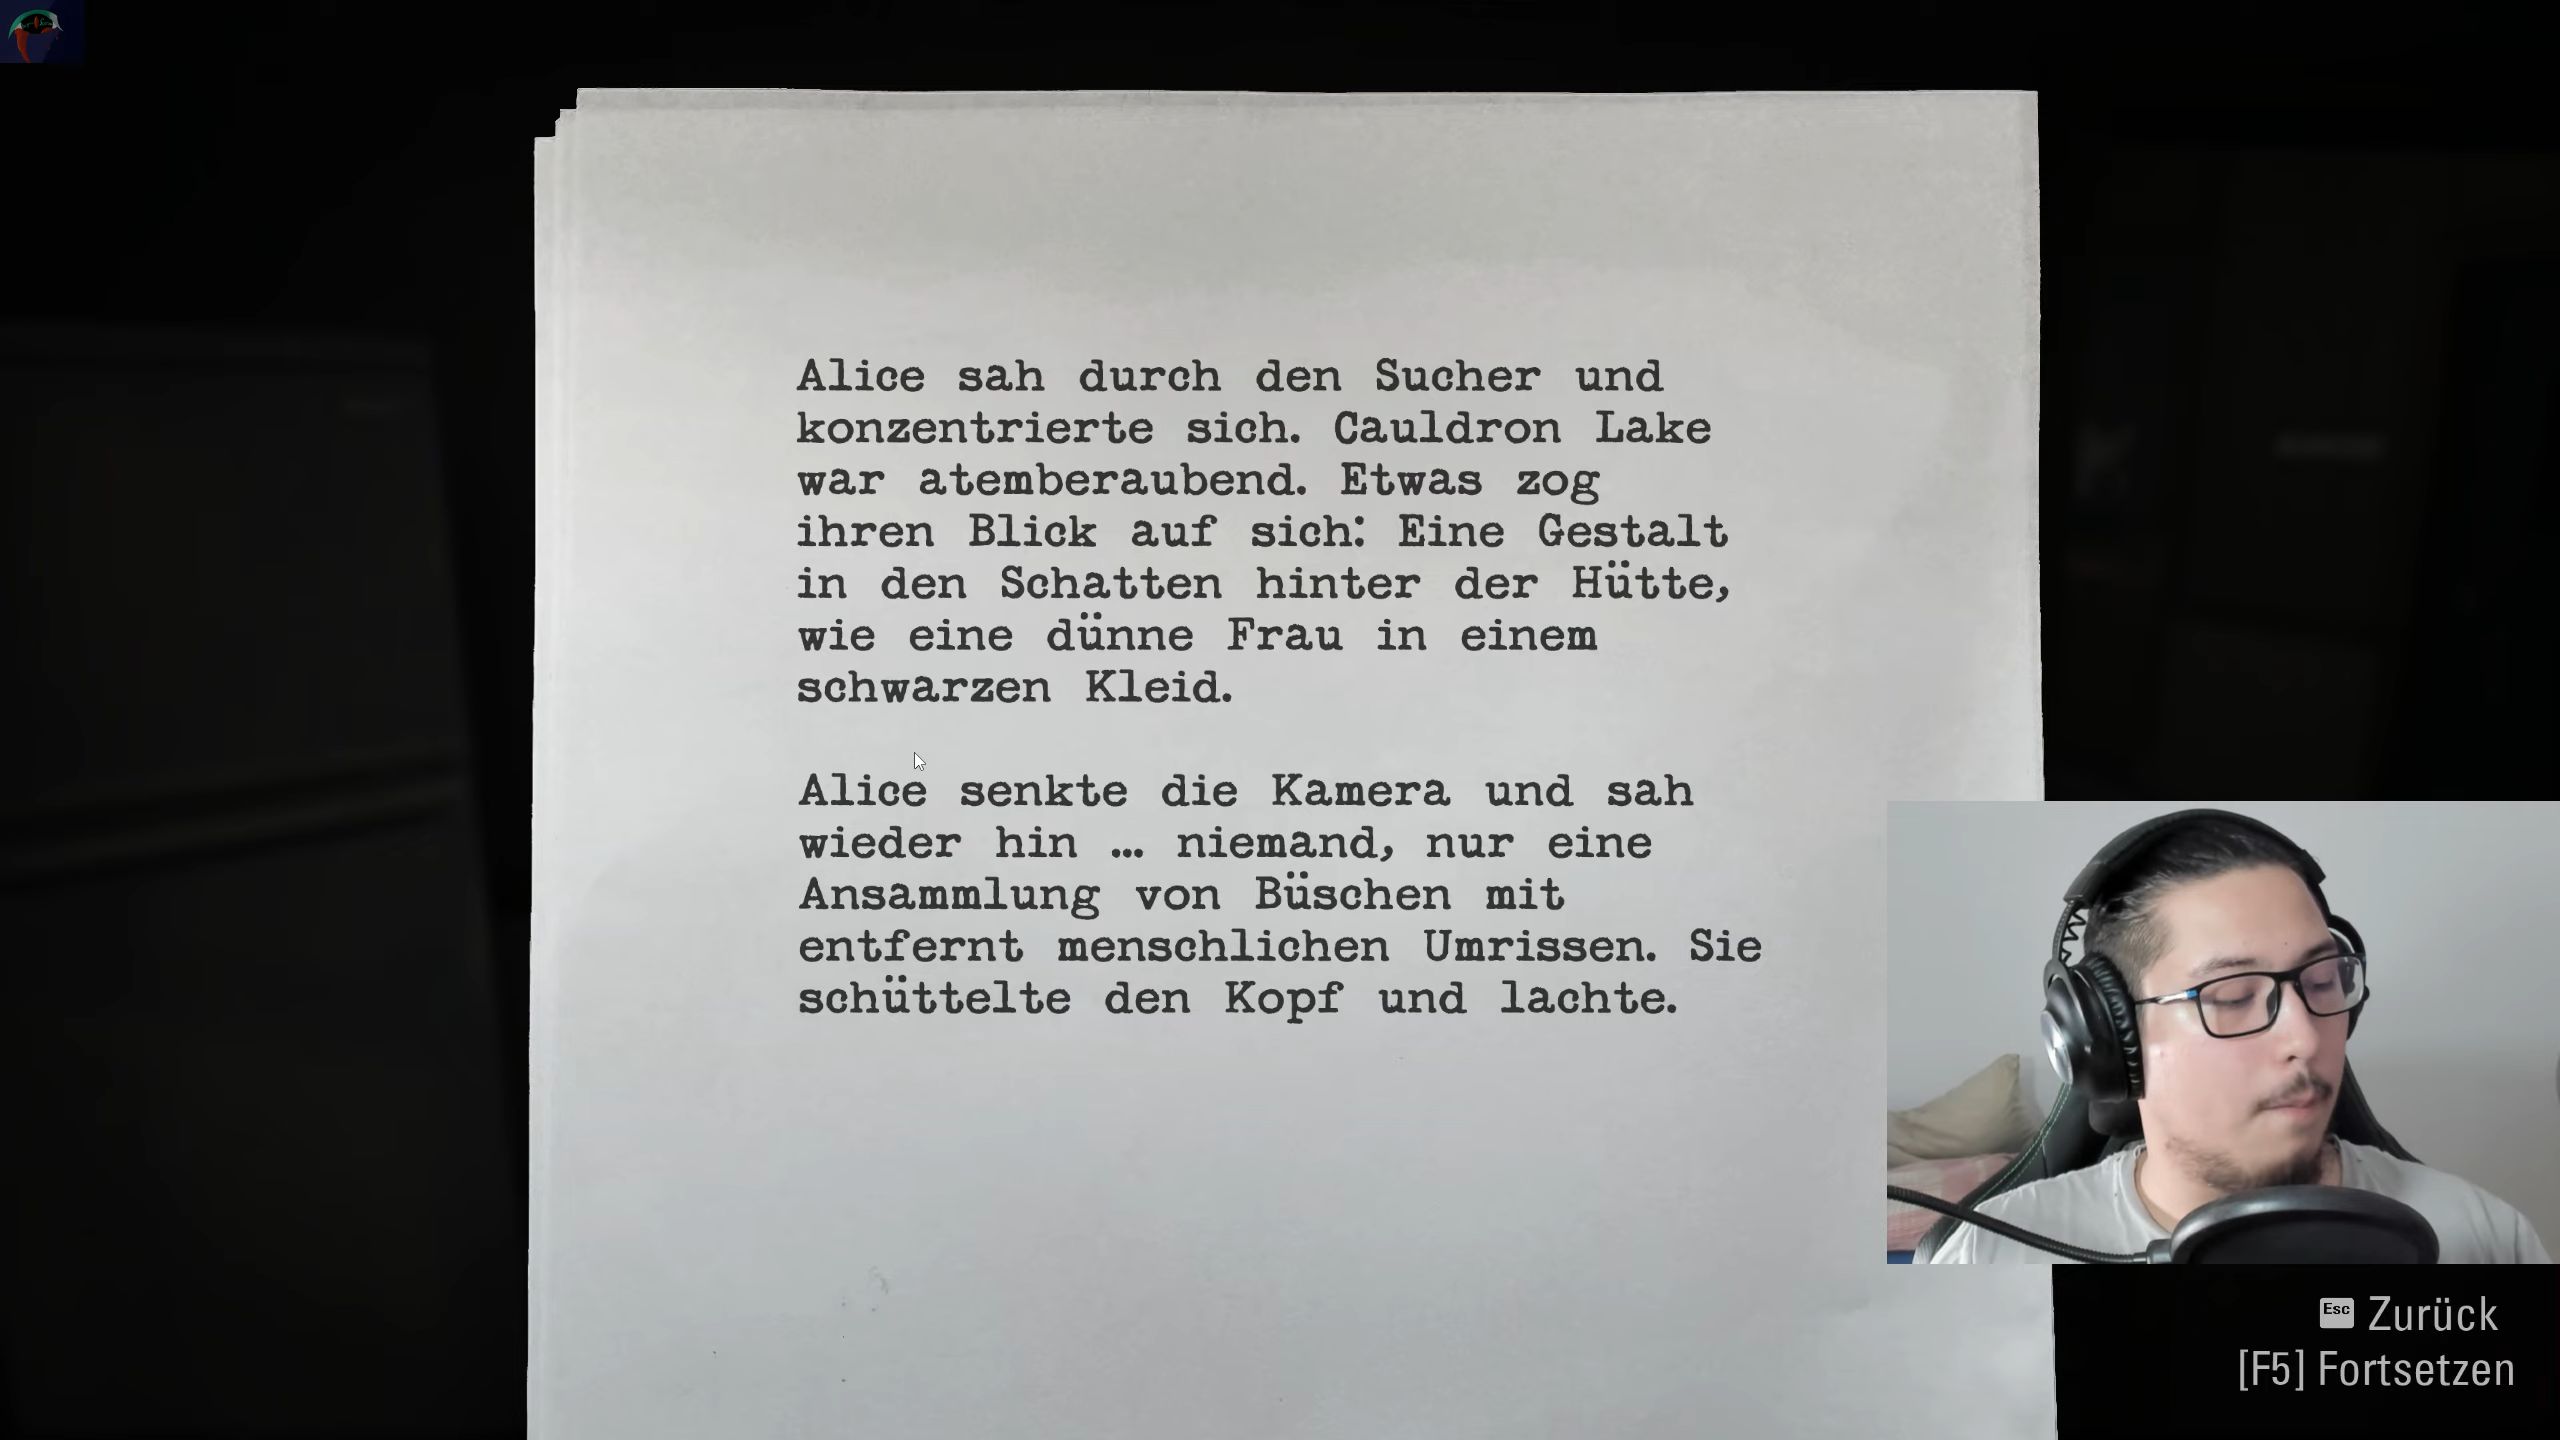 Alice sah durch den Sucher und
konzentrierte sich. Cauldron Lake
war atemberaubend. Etwas zog
ihren Blick auf sich: Eine Gestalt
in den Schatten hinter der Hütte,
wie eine dünne Frau in einem
schwarzen Kleid.
Alice senkte die Kamera und sah
wieder hin … niemand, nur eine
Ansammlung von Büschen mit
entfernt menschlichen Umrissen. Sie
schüttelte den Kopf und lachte.
Esc Zurück
[F5] Fortsetzen